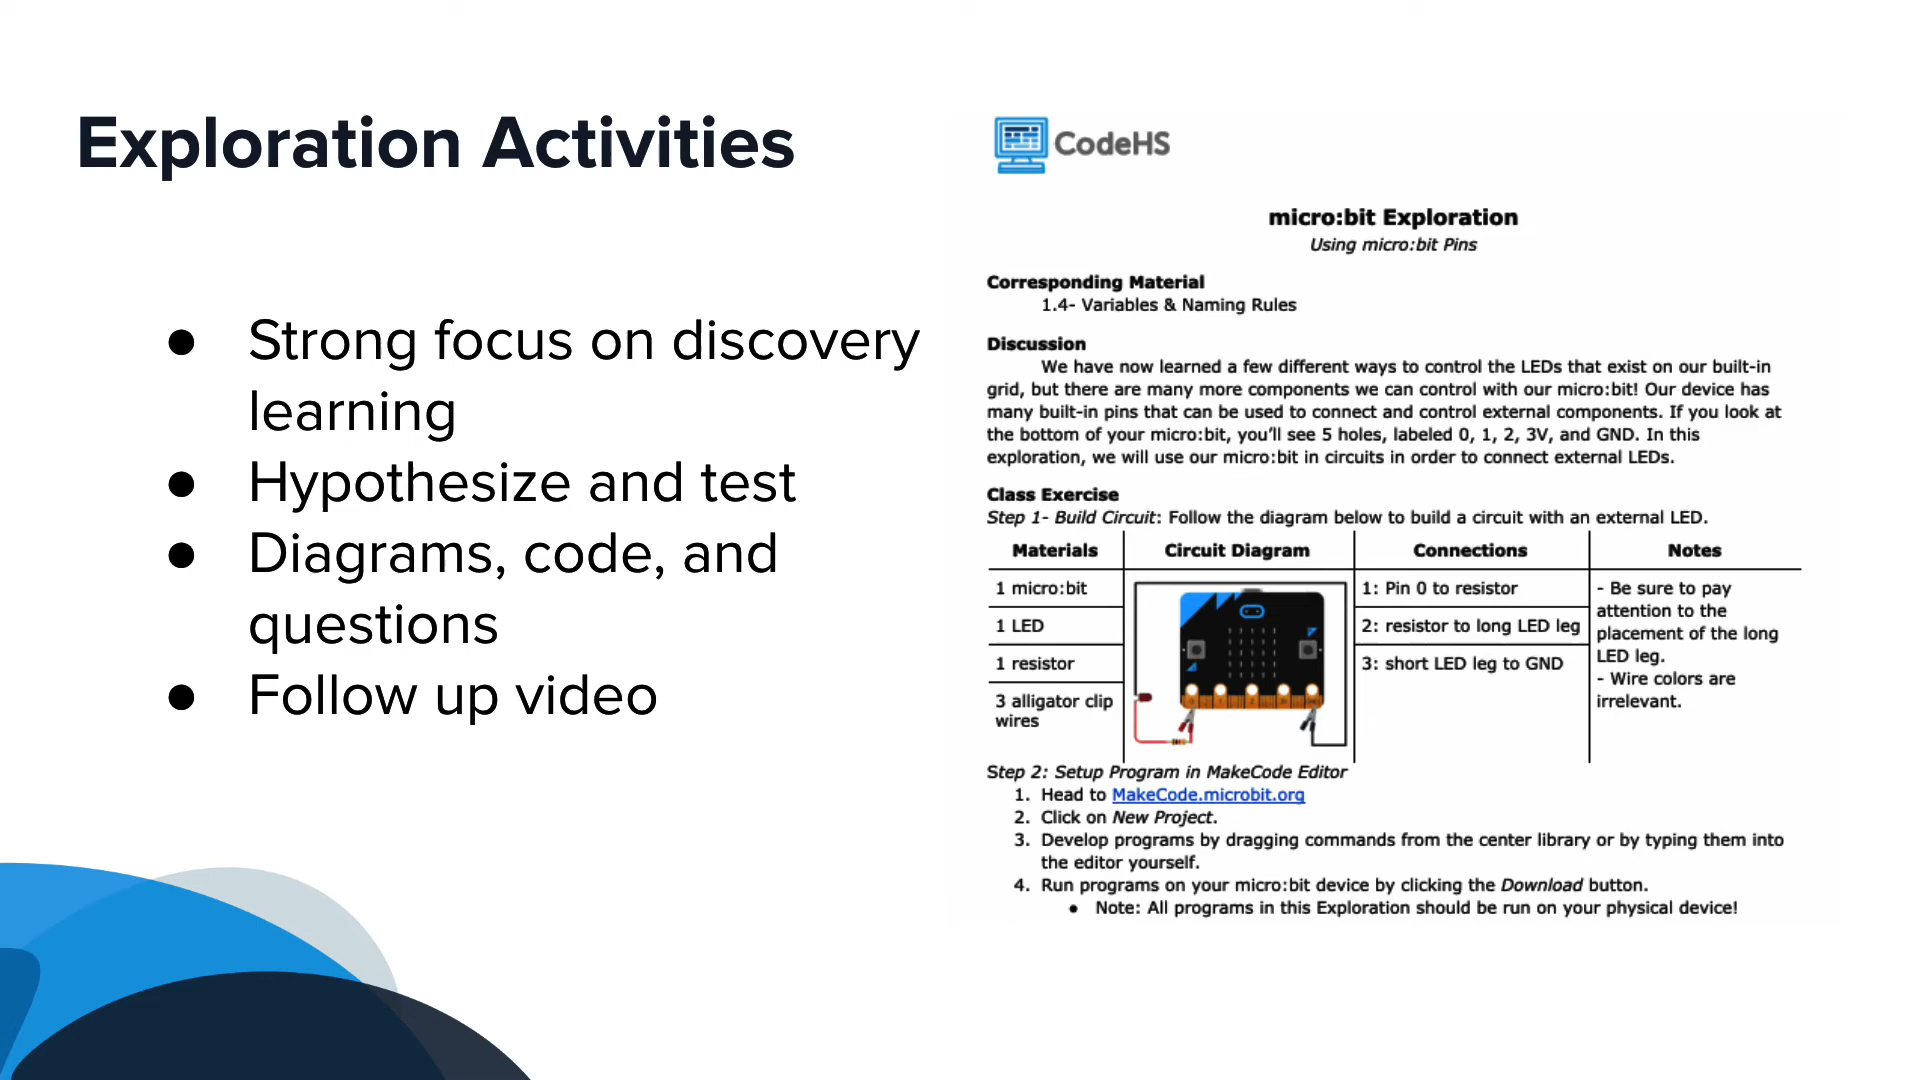 Exploration Activities
● Strong focus on discovery
learning
● Hypothesize and test
● Diagrams, code, and
questions
● Follow up video
CodeHS
micro:bit Exploration
Using micro:bit Pins
Corresponding Material
1.4- Variables & Naming Rules
Discussion
We have now learned a few different ways to control the LEDs that exist on our built-in
grid, but there are many more components we can control with our micro:bit! Our device has
many built-in pins that can be used to connect and control external components. If you look at
the bottom of your micro:bit, you'll see 5 holes, labeled 0, 1, 2, 3V, and GND. In this
exploration, we will use our micro:bit in circuits in order to connect external LEDs.
Class Exercise
Step 1- Build Circuit: Follow the diagram below to build a circuit with an external LED.
Materials
1 micro:bit
1 LED
1 resistor
3 alligator clip
wires
Circuit Diagram
Connections
1: Pin 0 to resistor
2: resistor to long LED leg
3: short LED leg to GND
Notes
- Be sure to pay
attention to the
placement of the long
LED leg.
- Wire colors are
irrelevant.
Step 2: Setup Program in MakeCode Editor
1. Head to MakeCode.microbit.org
2. Click on New Project.
3. Develop programs by dragging commands from the center library or by typing them into
the editor yourself.
4. Run programs on your micro:bit device by clicking the Download button.
● Note: All programs in this Exploration should be run on your physical device!